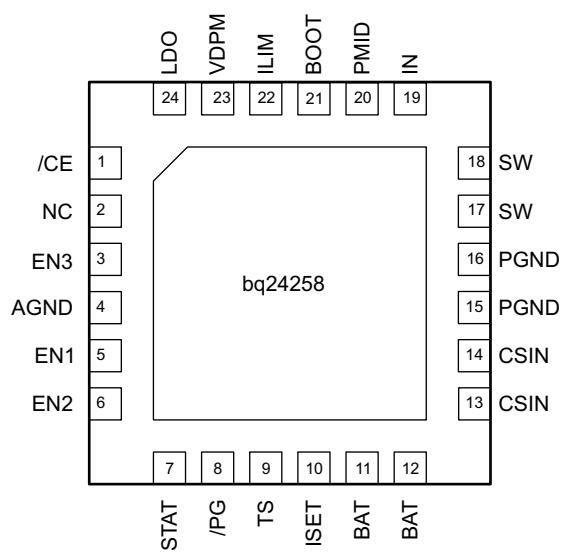 LDO
VDPM
ILIM
BOOT
PMID
IN
24
23
22
21
20
19
/CE 1
NC 2
EN3 3
AGND 4
EN1 5
EN2 6
18 SW
17 SW
16 PGND
15 PGND
14 CSIN
13 CSIN
bq24258
7
8
9
10
11
12
STAT
/PG
TS
ISET
BAT
BAT